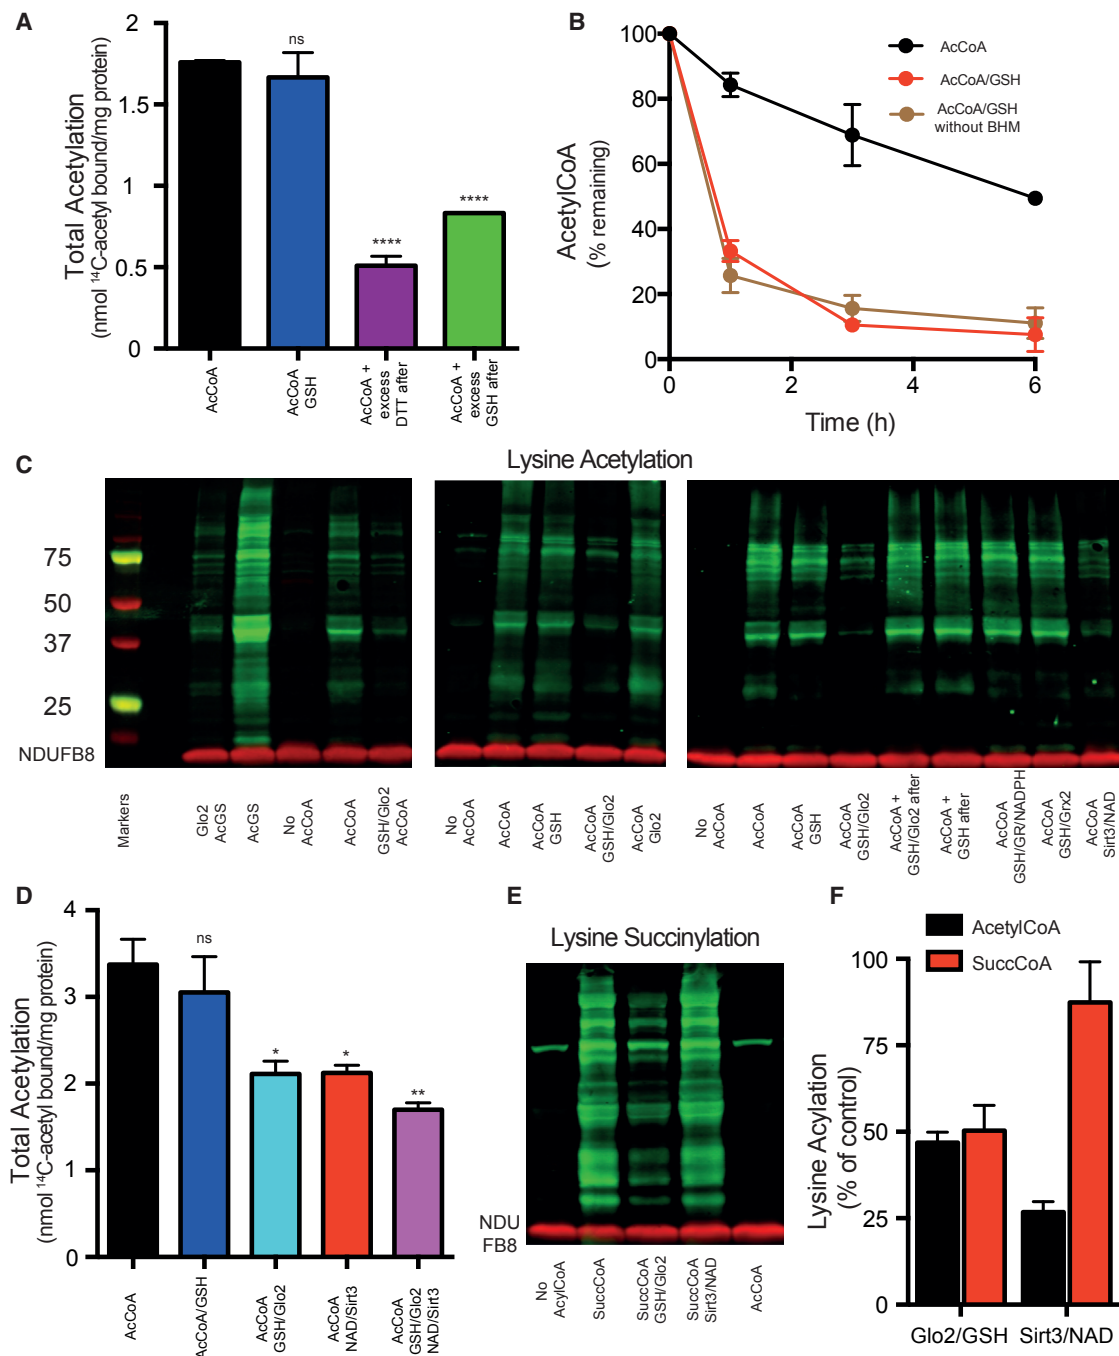 A
Total Acetylation
(nmol ¹⁴C-acetyl bound/mg protein)
2
1.5
1
0.5
0
ns
****
****
AcCoA
AcCoA
GSH
AcCoA +
excess
DTT after
AcCoA +
excess
GSH after
B
AcetylCoA
(% remaining)
100
80
60
40
20
0
0
2
4
6
Time (h)
AcCoA
AcCoA/GSH
AcCoA/GSH
without BHM
C
Lysine Acetylation
75
50
37
25
NDUFB8
Markers
Glo2
AcGS
AcGS
No
AcCoA
AcCoA
GSH/Glo2
AcCoA
No
AcCoA
AcCoA
AcCoA
GSH
AcCoA
GSH/Glo2
AcCoA
Glo2
No
AcCoA
AcCoA
AcCoA
GSH
AcCoA
GSH/Glo2
AcCoA +
GSH/Glo2 after
AcCoA +
GSH after
AcCoA
GSH/GR/NADPH
AcCoA
GSH/Grx2
AcCoA
Sirt3/NAD
D
Total Acetylation
(nmol ¹⁴C-acetyl bound/mg protein)
4
3
2
1
0
ns
*
*
**
AcCoA
AcCoA/GSH
AcCoA
GSH/Glo2
AcCoA
NAD/Sirt3
AcCoA
GSH/Glo2
NAD/Sirt3
E
Lysine Succinylation
NDU
FB8
No
AcylCoA
SuccCoA
SuccCoA
GSH/Glo2
SuccCoA
Sirt3/NAD
AcCoA
F
AcetylCoA
SuccCoA
Lysine Acylation
(% of control)
100
75
50
25
0
Glo2/GSH
Sirt3/NAD